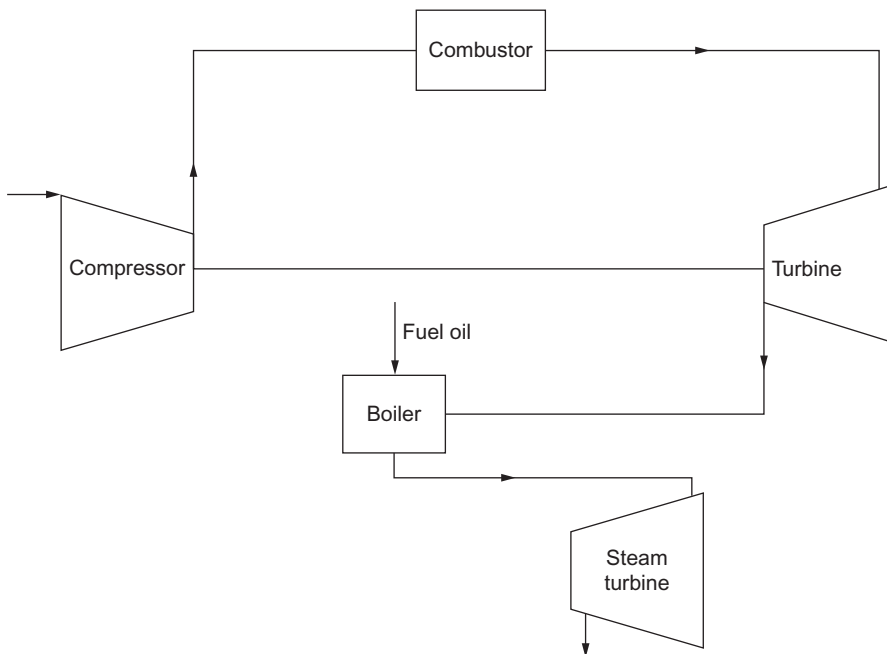 Combustor
Compressor
Turbine
Fuel oil
Boiler
Steam
turbine